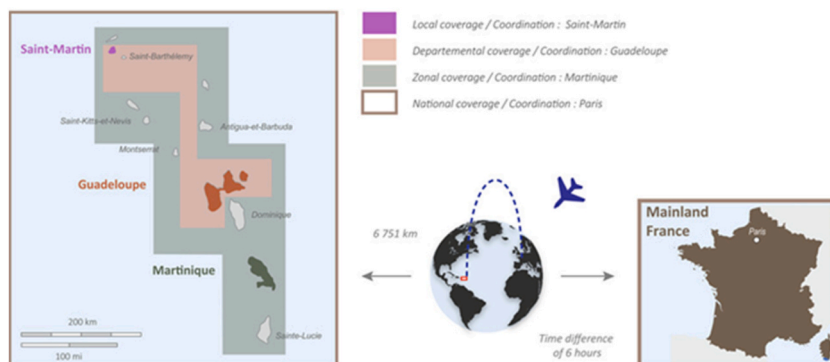 Saint-Martin
Saint-Barthélemy
Saint-Kitts-et-Nevis
Antigua-et-Barbuda
Montserrat
Guadeloupe
Dominique
Martinique
Sainte-Lucie
200 km
100 mi
Local coverage / Coordination : Saint-Martin
Departmental coverage / Coordination : Guadeloupe
Zonal coverage / Coordination : Martinique
National coverage / Coordination : Paris
6 751 km
Time difference
of 6 hours
Mainland
France
Paris